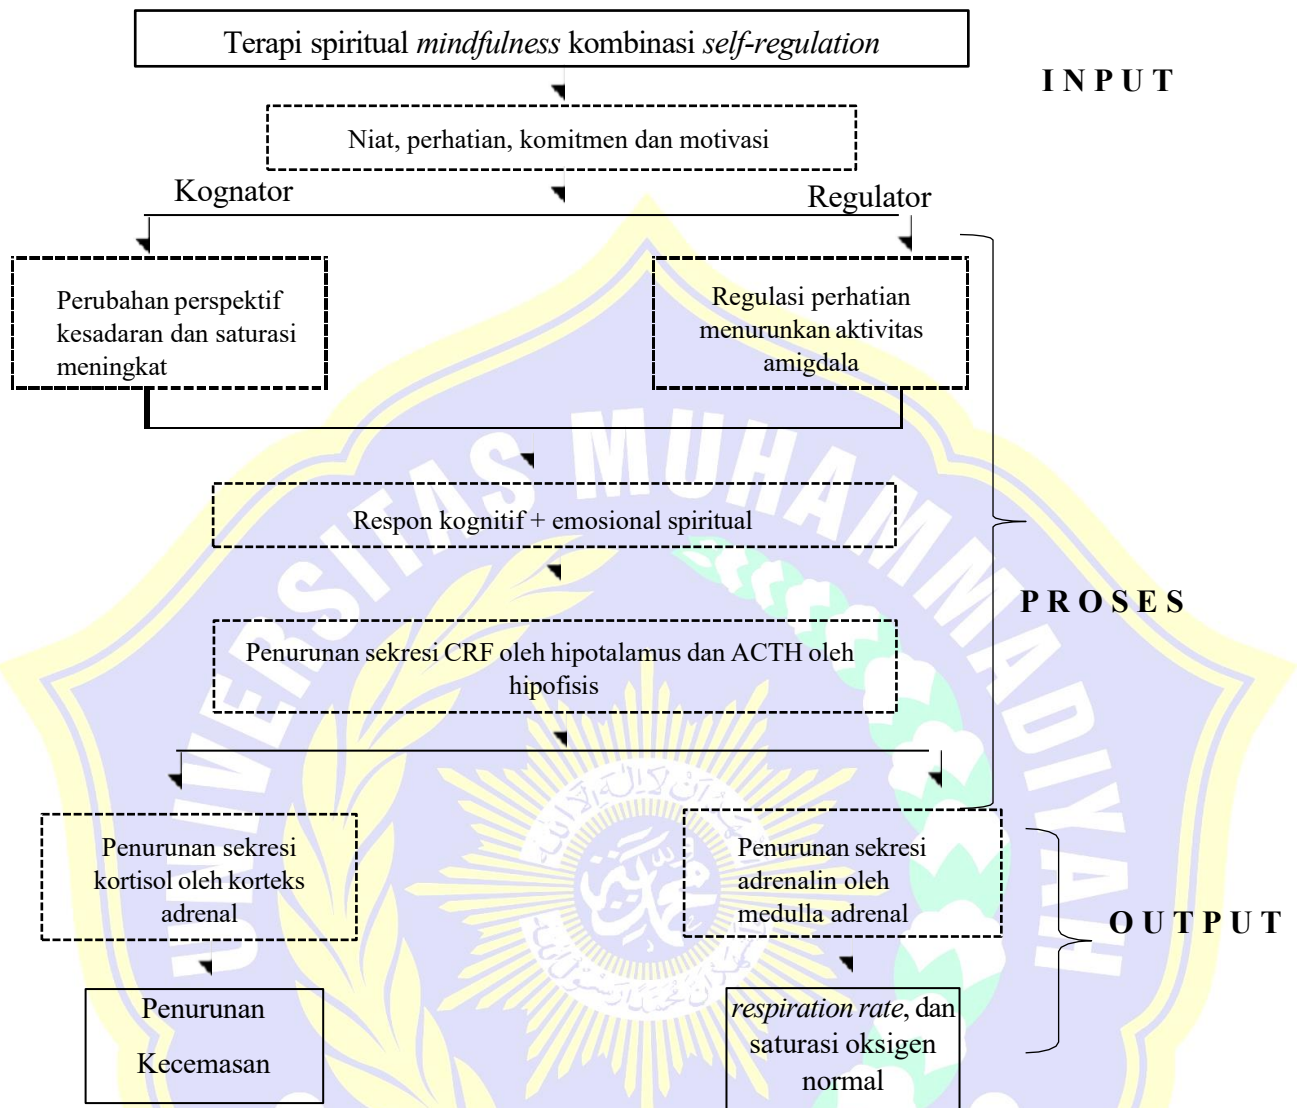 Terapi spiritual mindfulness kombinasi self-regulation
INPUT
Niat, perhatian, komitmen dan motivasi
Kognator
Regulator
Perubahan perspektif
kesadaran dan saturasi
meningkat
Regulasi perhatian
menurunkan aktivitas
amigdala
Respon kognitif + emosional spiritual
PROSES
Penurunan sekresi CRF oleh hipotalamus dan ACTH oleh
hipofisis
Penurunan sekresi
kortisol oleh korteks
adrenal
Penurunan sekresi
adrenalin oleh
medulla adrenal
OUTPUT
Penurunan
Kecemasan
respiration rate, dan
saturasi oksigen
normal
UNIVERSITAS MUHAMMADIYAH